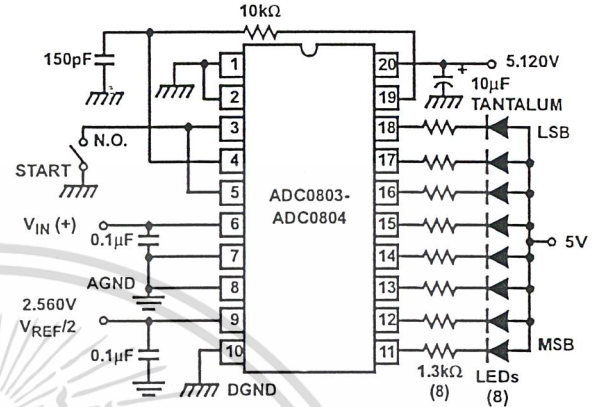 10kΩ
150pF
1
20
5.120V
+
10μF
TANTALUM
2
19
N.O.
3
18
LSB
START
4
17
5
16
ADC0803-
ADC0804
VIN (+)
0.1μF
6
15
5V
7
14
AGND
8
13
2.560V
VREF/2
9
12
0.1μF
10
11
MSB
DGND
1.3kΩ
(8)
LEDs
(8)